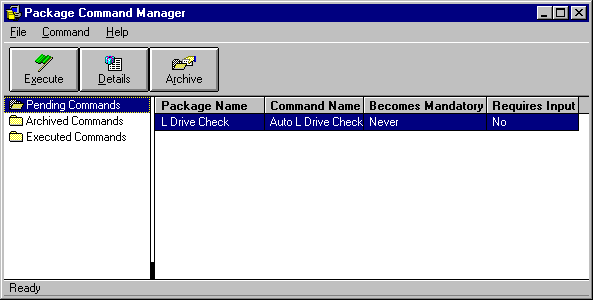 Package Command Manager
File Command Help
Execute Details Archive
Pending Commands
Archived Commands
Executed Commands
Package Name Command Name Becomes Mandatory Requires Input
L Drive Check Auto L Drive Check Never No
Ready